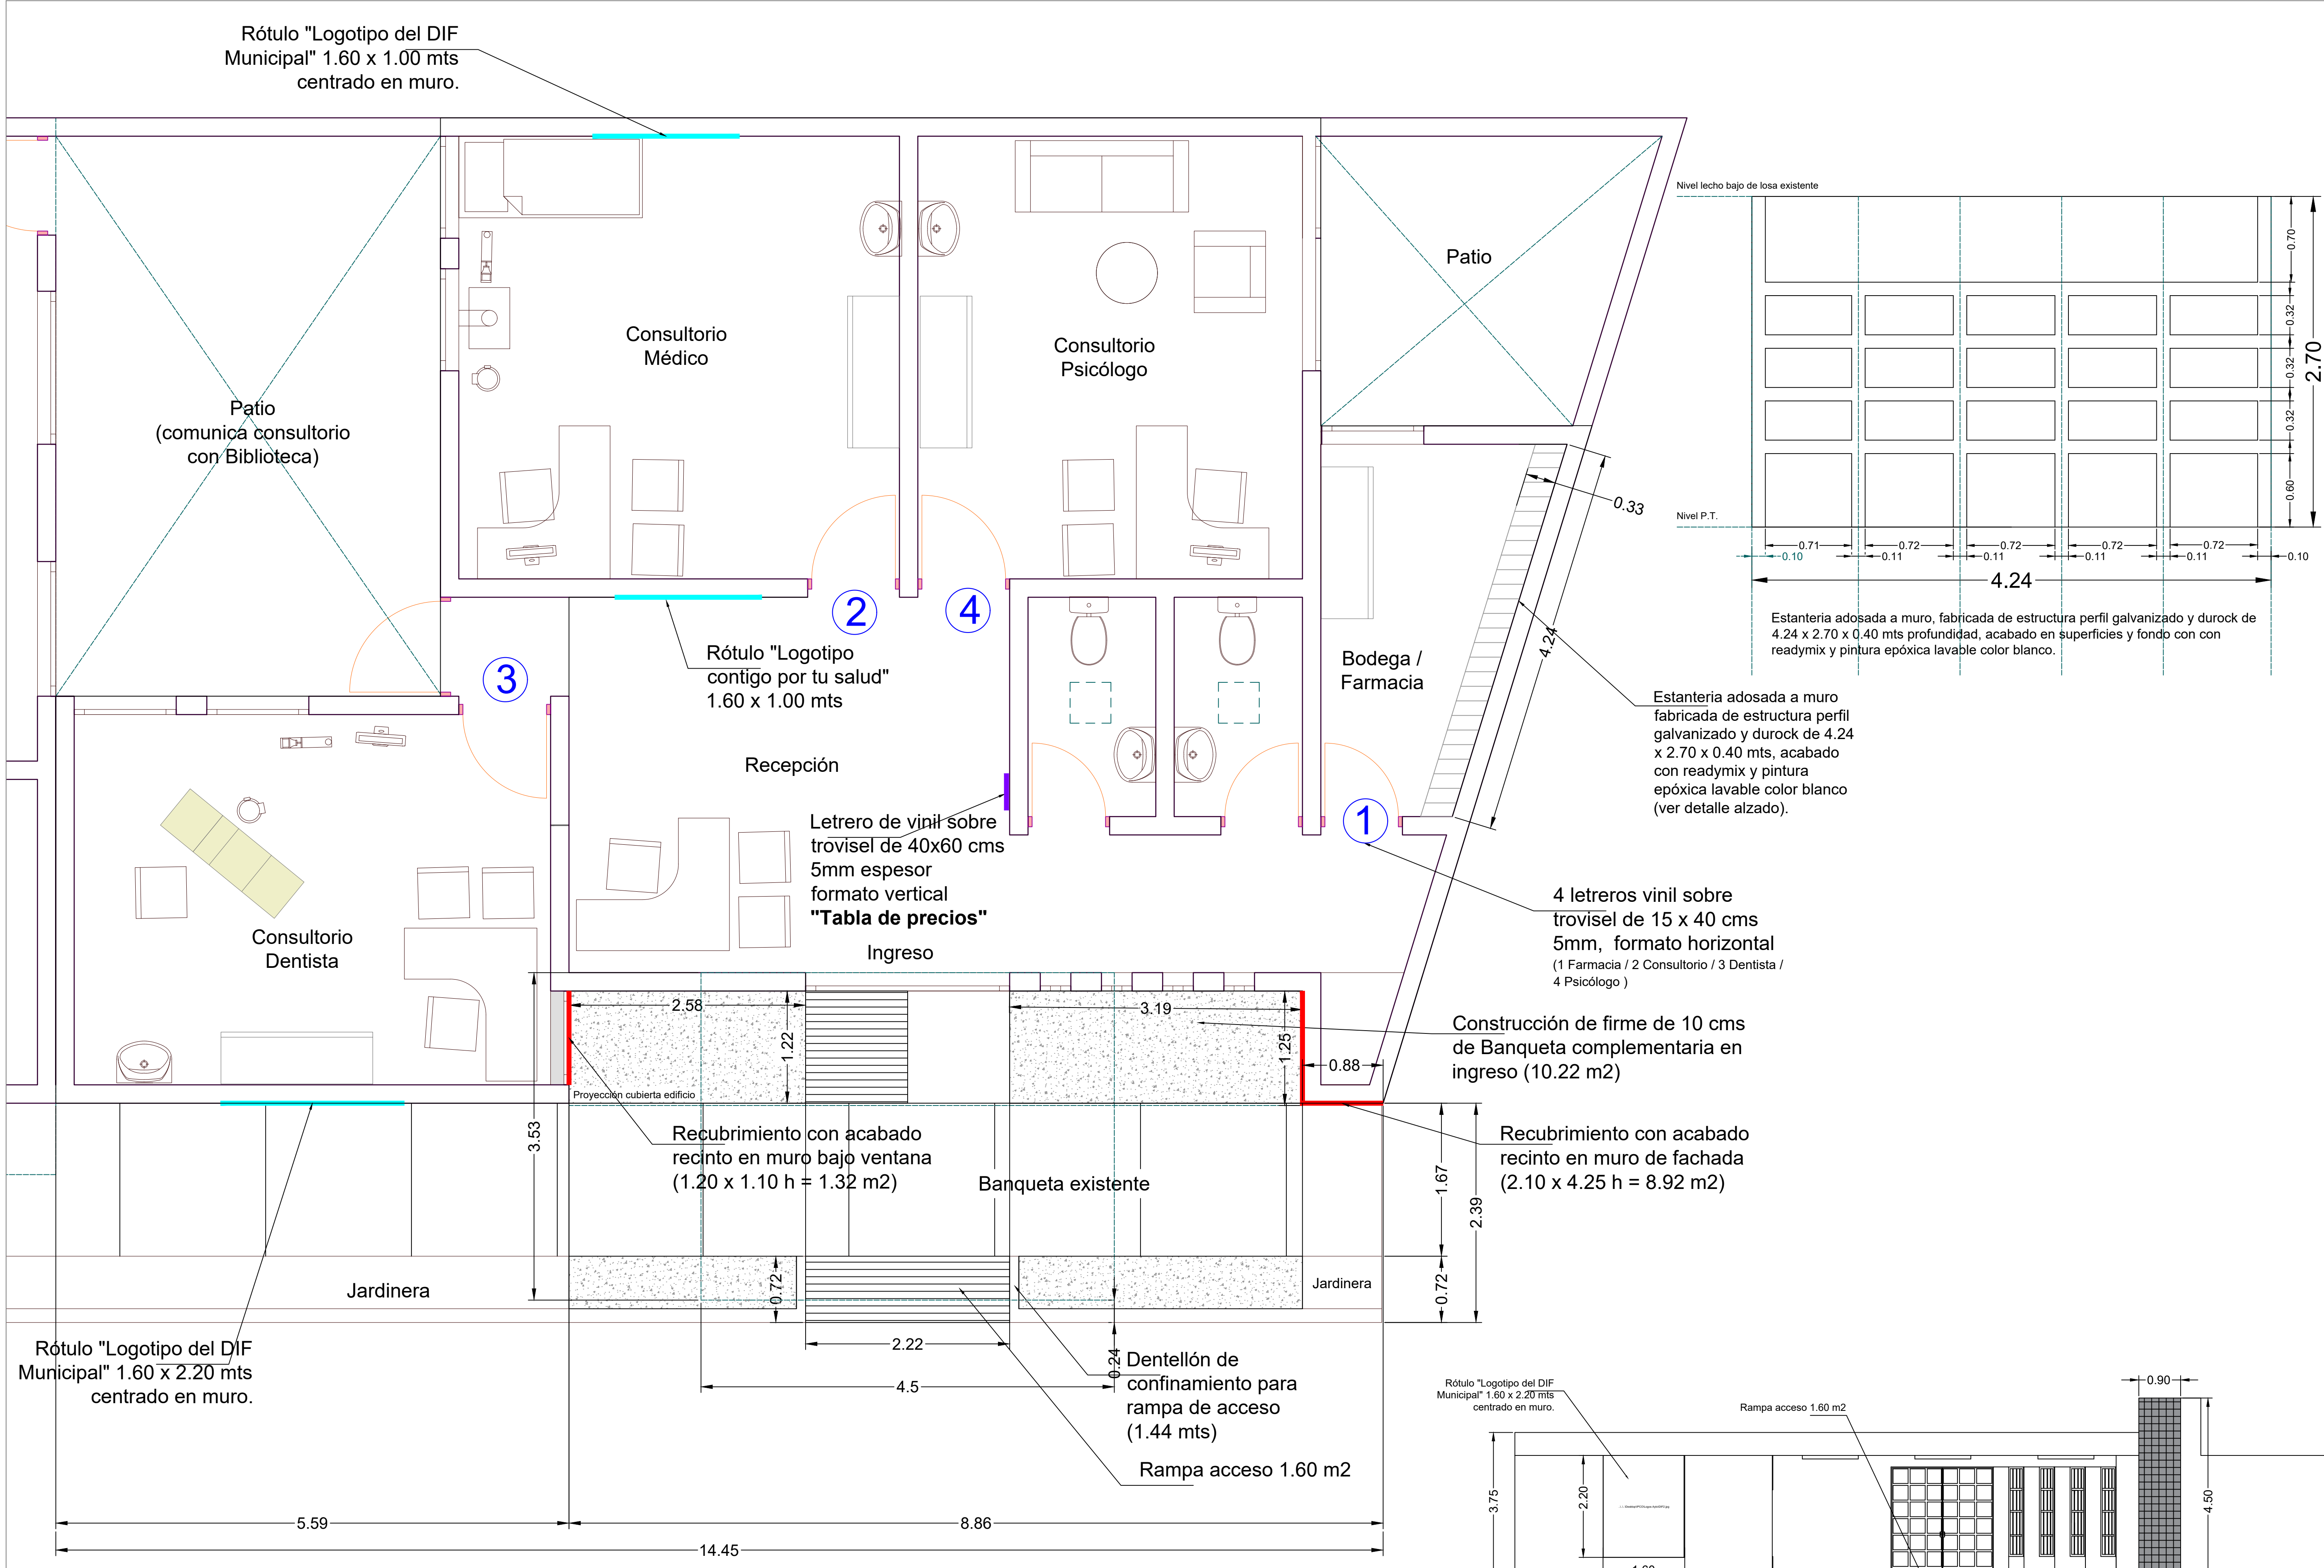 Rótulo "Logotipo del DIF
Municipal" 1.60 x 1.00 mts
centrado en muro.
Nivel lecho bajo de losa existente
Patio
Consultorio
Médico
Consultorio
Psicólogo
Patio
(comunica consultorio
con Biblioteca)
0.70
0.32
0.32
0.32
0.60
2.70
0.33
Nivel P.T.
0.71
0.72
0.72
0.72
0.72
0.10
0.11
0.11
0.11
0.11
0.10
4.24
Estanteria adosada a muro, fabricada de estructura perfil galvanizado y durock de
4.24 x 2.70 x 0.40 mts profundidad, acabado en superficies y fondo con con
readymix y pintura epóxica lavable color blanco.
2
4
3
Rótulo "Logotipo
contigo por tu salud"
1.60 x 1.00 mts
4.24
Bodega /
Farmacia
Estanteria adosada a muro
fabricada de estructura perfil
galvanizado y durock de 4.24
x 2.70 x 0.40 mts, acabado
con readymix y pintura
epóxica lavable color blanco
(ver detalle alzado).
Recepción
1
Letrero de vinil sobre
trovisel de 40x60 cms
5mm espesor
formato vertical
"Tabla de precios"
Ingreso
Consultorio
Dentista
4 letreros vinil sobre
trovisel de 15 x 40 cms
5mm, formato horizontal
(1 Farmacia / 2 Consultorio / 3 Dentista /
4 Psicólogo )
2.58
1.22
3.19
1.25
0.88
Construcción de firme de 10 cms
de Banqueta complementaria en
ingreso (10.22 m2)
Proyección cubierta edificio
3.53
Recubrimiento con acabado
recinto en muro bajo ventana
(1.20 x 1.10 h = 1.32 m2)
Banqueta existente
1.67
2.39
Recubrimiento con acabado
recinto en muro de fachada
(2.10 x 4.25 h = 8.92 m2)
Jardinera
0.72
Jardinera
0.72
2.22
0.24
4.5
Rótulo "Logotipo del DIF
Municipal" 1.60 x 2.20 mts
centrado en muro.
Dentellón de
confinamiento para
rampa de acceso
(1.44 mts)
Rampa acceso 1.60 m2
5.59
8.86
14.45
Rótulo "Logotipo del DIF
Municipal" 1.60 x 2.20 mts
centrado en muro.
Rampa acceso 1.60 m2
0.90
3.75
2.20
4.50